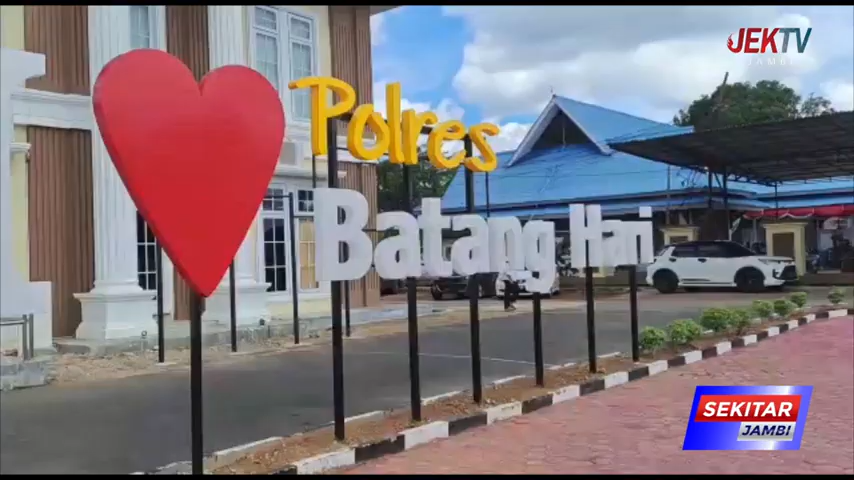 JEKTV
JAMBI
Polres
Batang Hari
SEKITAR
JAMBI